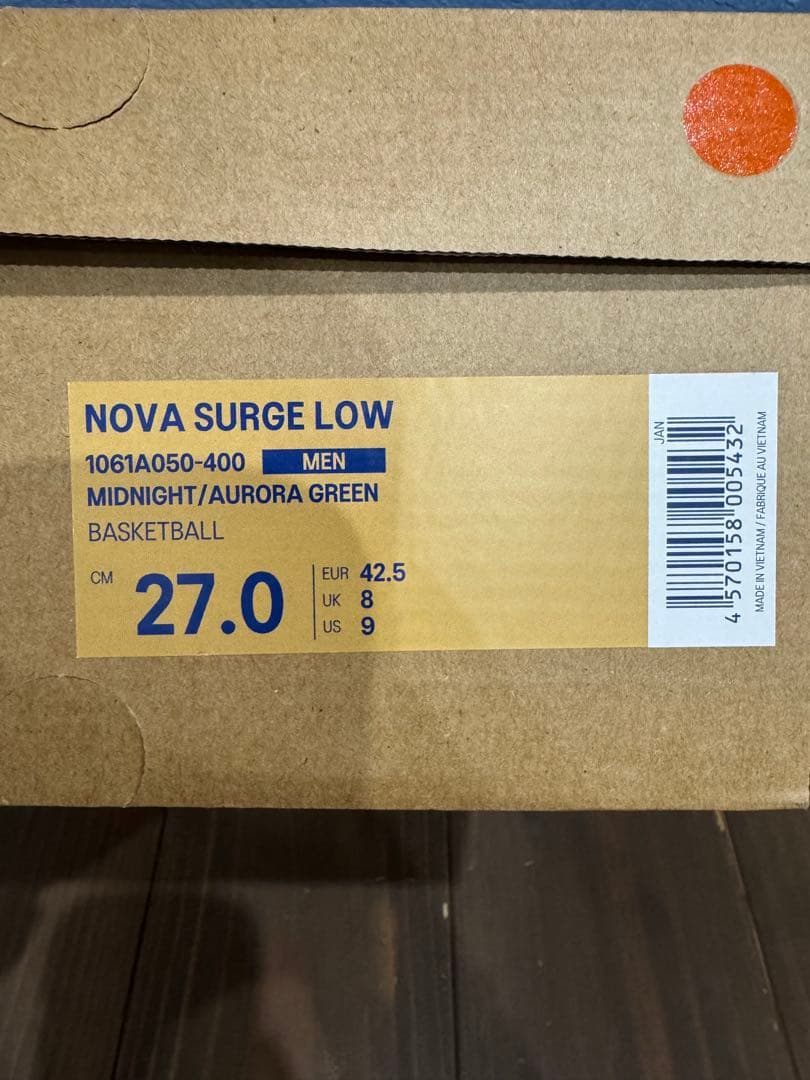 NOVA SURGE LOW
1061A050-400 MEN
MIDNIGHT/AURORA GREEN
BASKETBALL
CM 27.0
EUR 42.5
UK 8
US 9
JAN
4 570158 005432
MADE IN VIETNAM / FABRIQUE AU VIETNAM